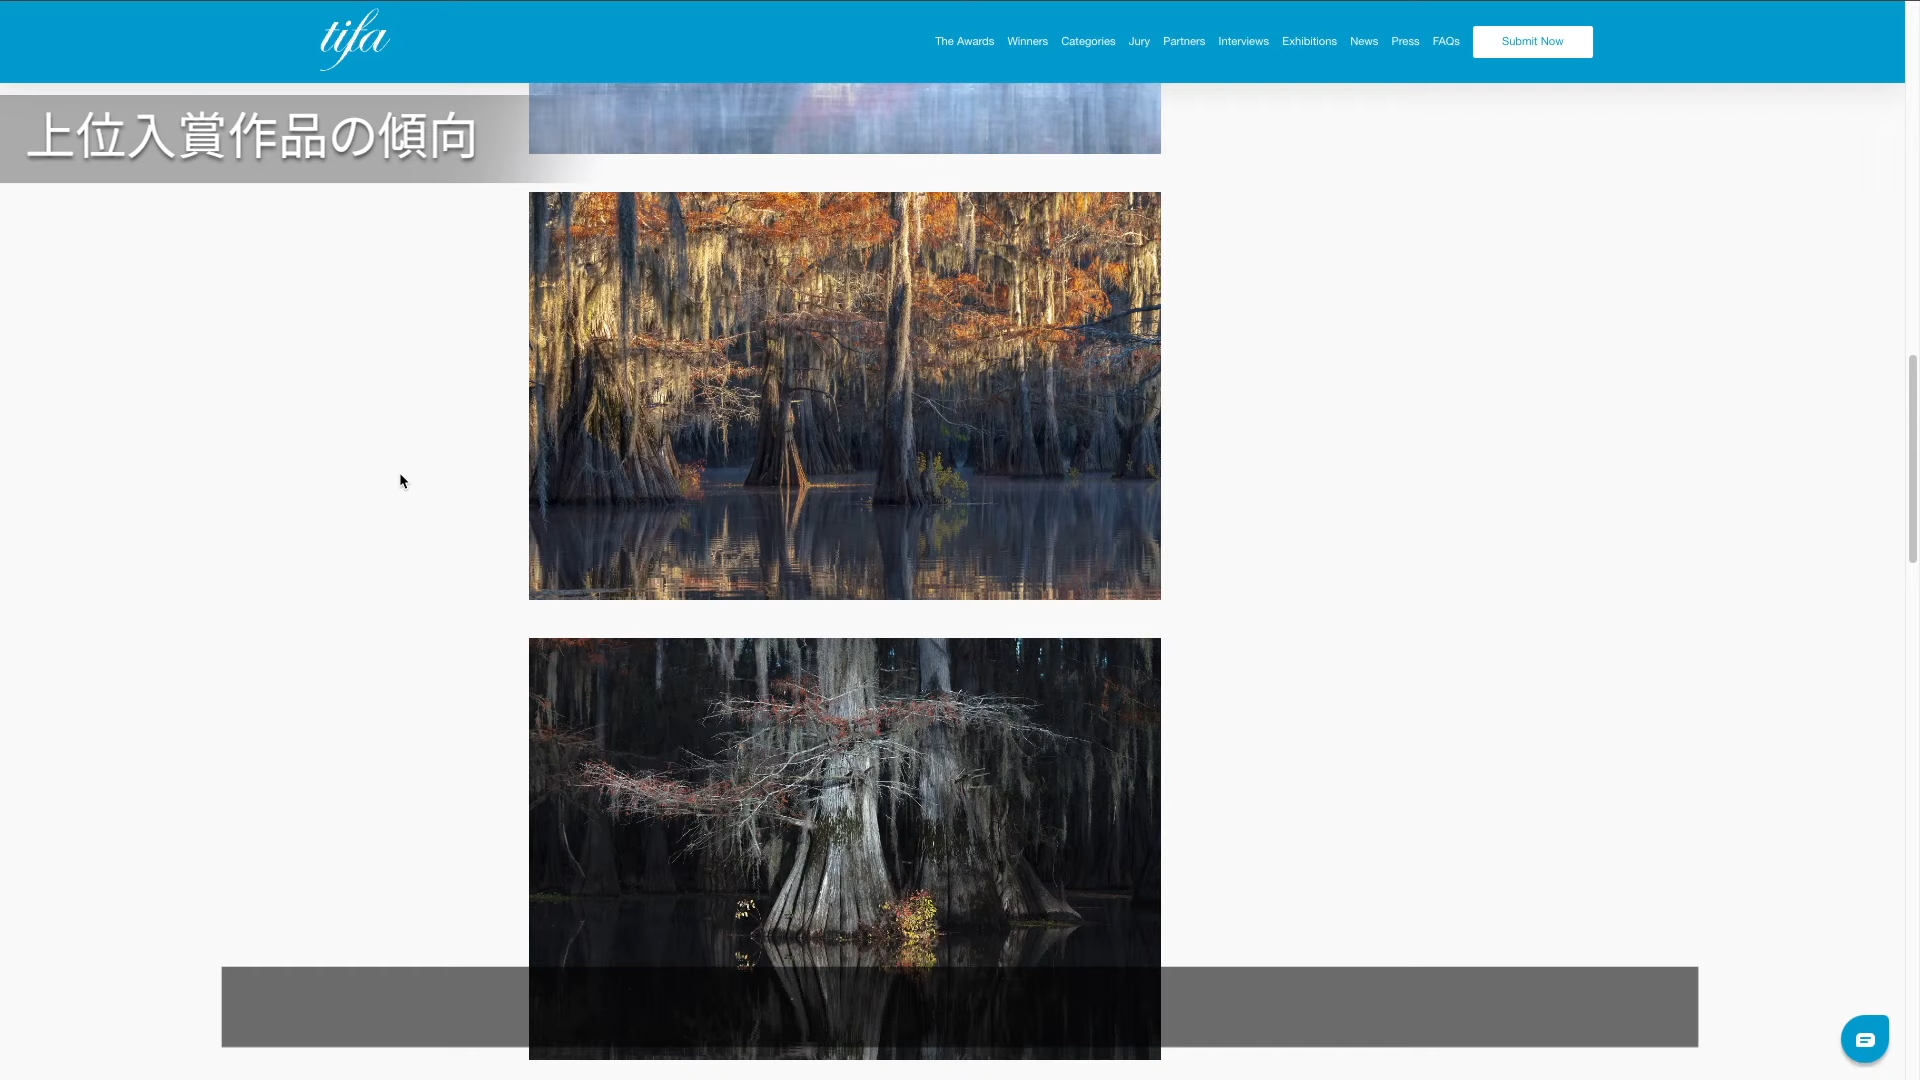 tifa
The Awards Winners Categories Jury Partners Interviews Exhibitions News Press FAQs Submit Now
上位入賞作品の傾向